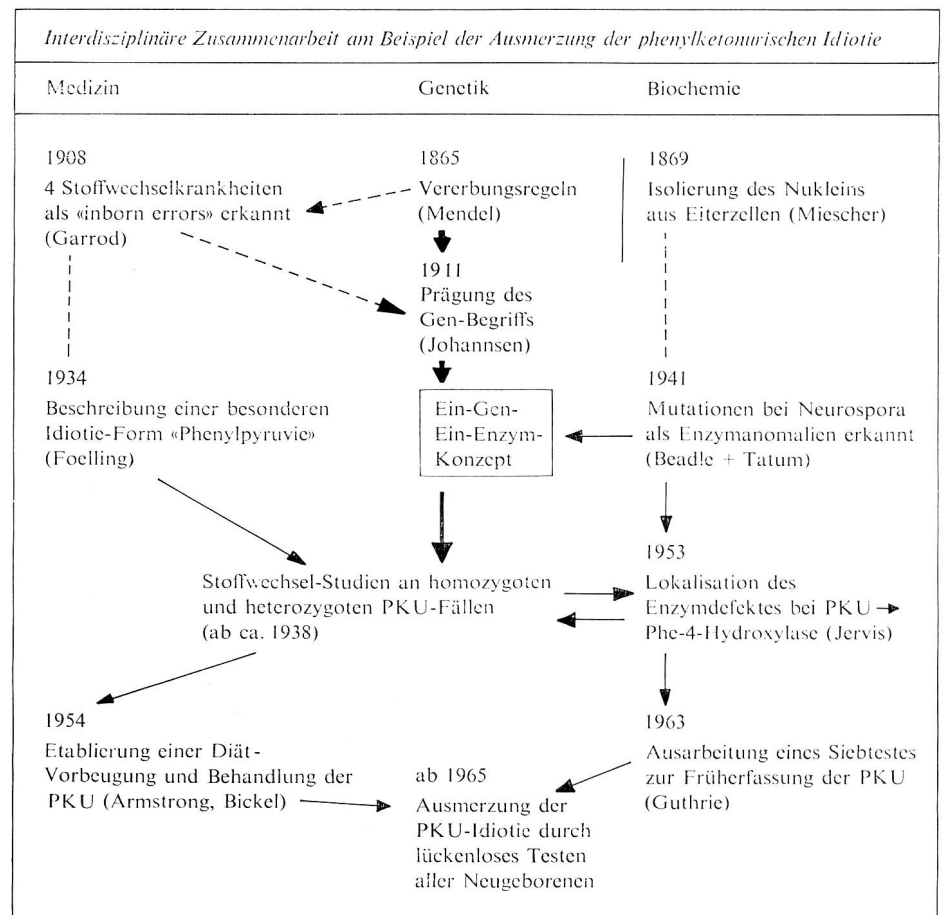 Interdisziplinäre Zusammenarbeit am Beispiel der Ausmerzung der phenylketonurischen Idiotie
Medizin
Genetik
Biochemie
1908
4 Stoffwechselkrankheiten
als «inborn errors» erkannt
(Garrod)
1865
Vererbungsregeln
(Mendel)
1869
Isolierung des Nukleins
aus Eiterzellen (Miescher)
1911
Prägung des
Gen-Begriffs
(Johannsen)
1934
Beschreibung einer besonderen
Idiotie-Form «Phenylpyruvie»
(Foelling)
Ein-Gen-
Ein-Enzym-
Konzept
1941
Mutationen bei Neurospora
als Enzymanomalien erkannt
(Beadle + Tatum)
Stoffwechsel-Studien an homozygoten
und heterozygoten PKU-Fällen
(ab ca. 1938)
1953
Lokalisation des
Enzymdefektes bei PKU →
Phe-4-Hydroxylase (Jervis)
1954
Etablierung einer Diät-
Vorbeugung und Behandlung der
PKU (Armstrong, Bickel)
ab 1965
Ausmerzung der
PKU-Idiotie durch
lückenloses Testen
aller Neugeborenen
1963
Ausarbeitung eines Siebtestes
zur Früherfassung der PKU
(Guthrie)